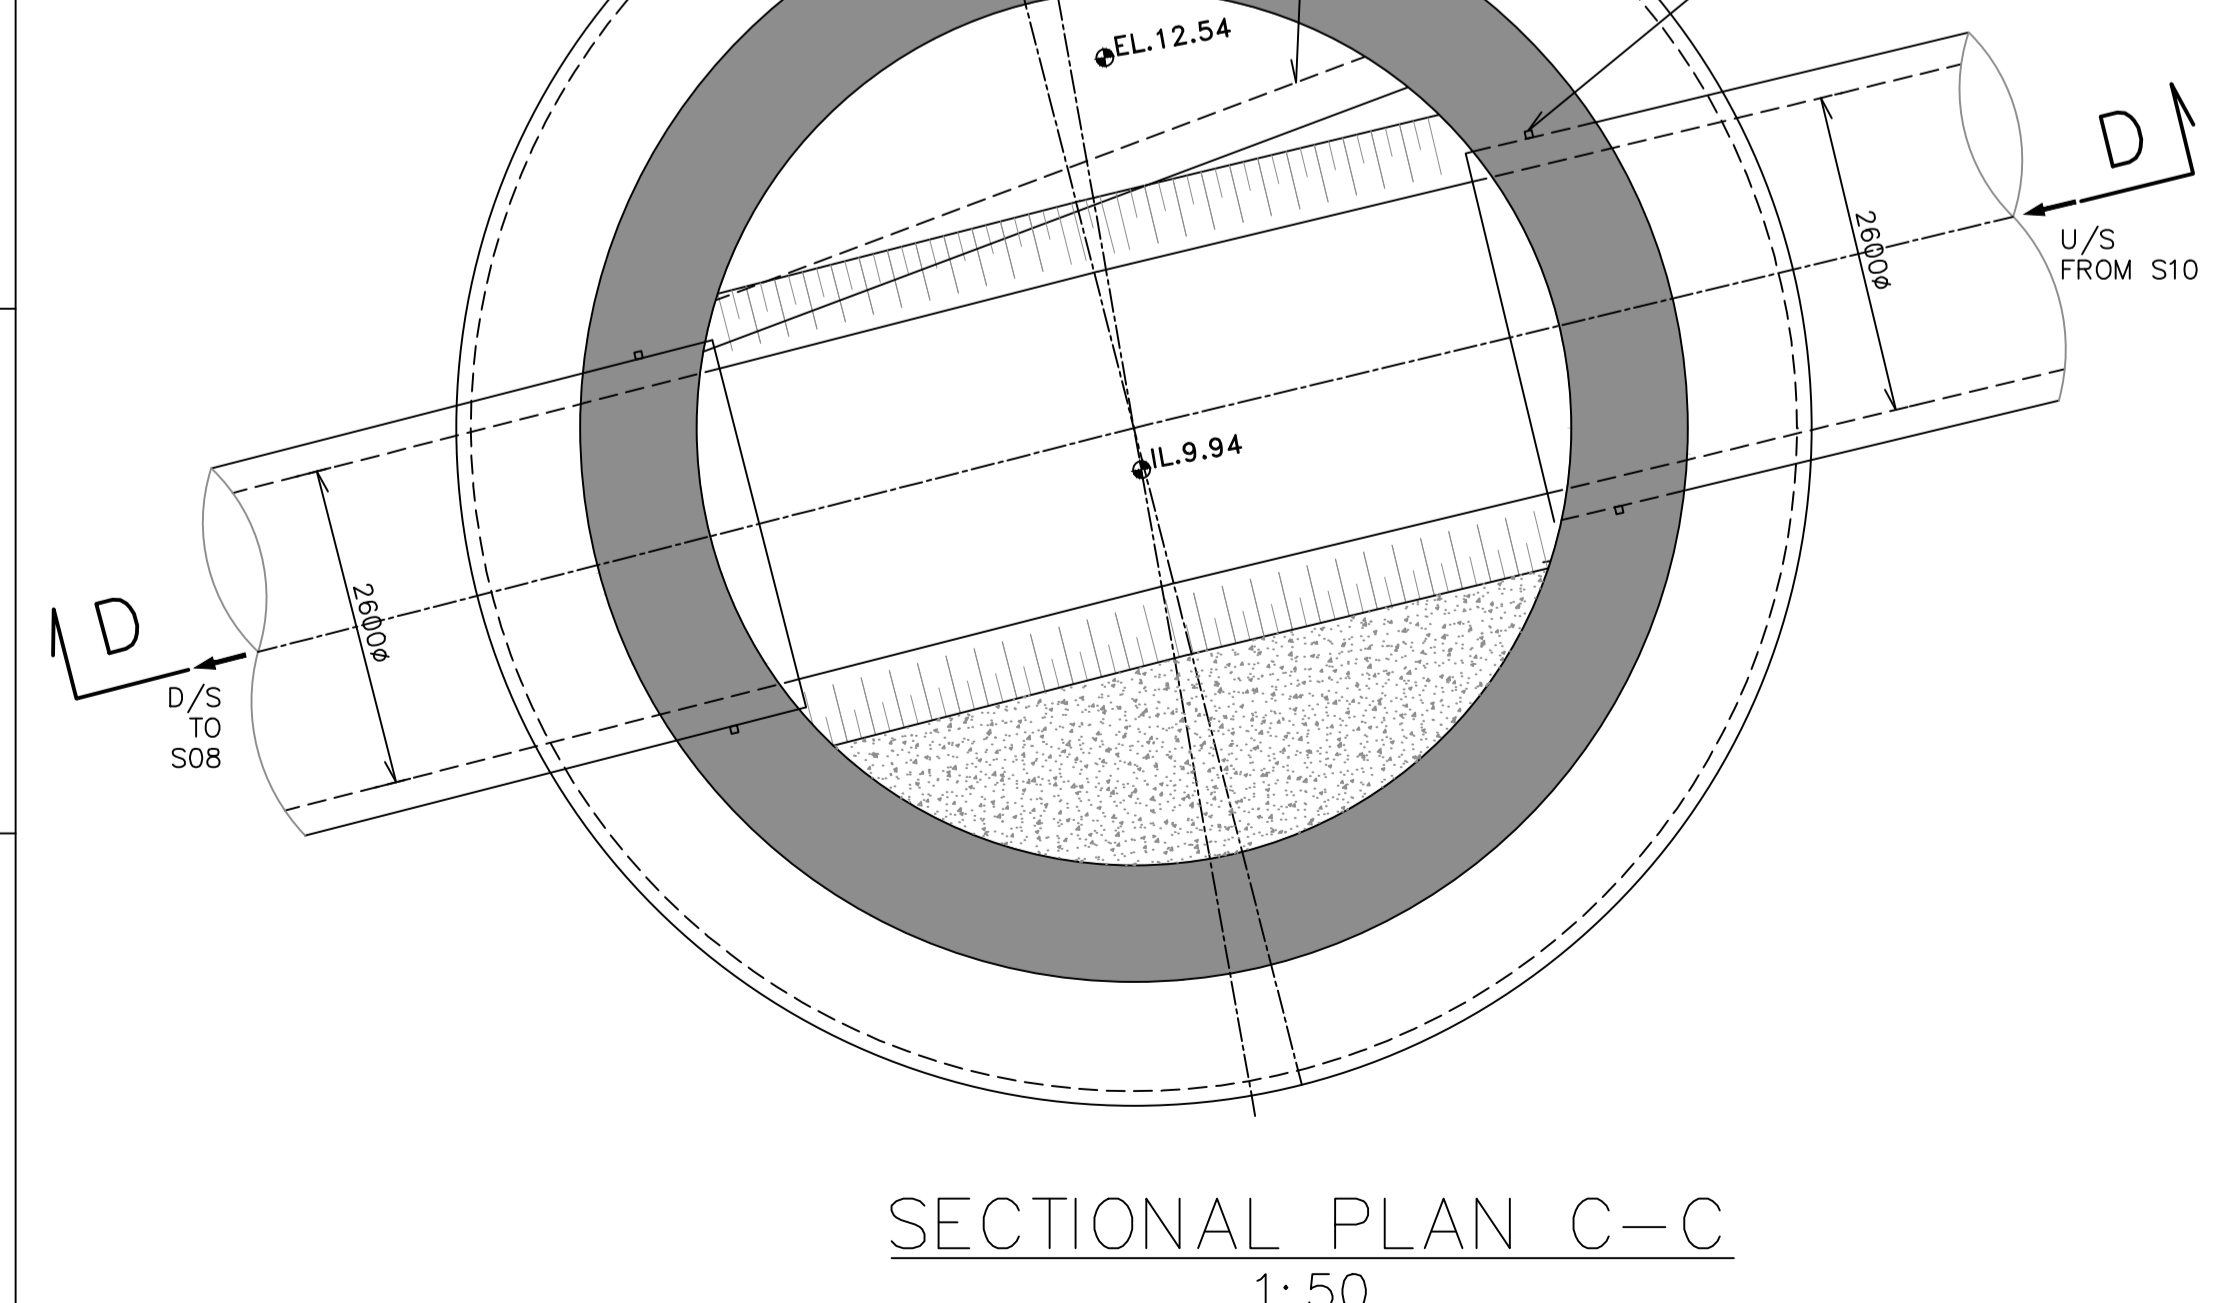 EL.12.54
D
2600ø
U/S
FROM S10
IL.9.94
D
2600ø
D/S
TO
S08
SECTIONAL PLAN C-C
1:50